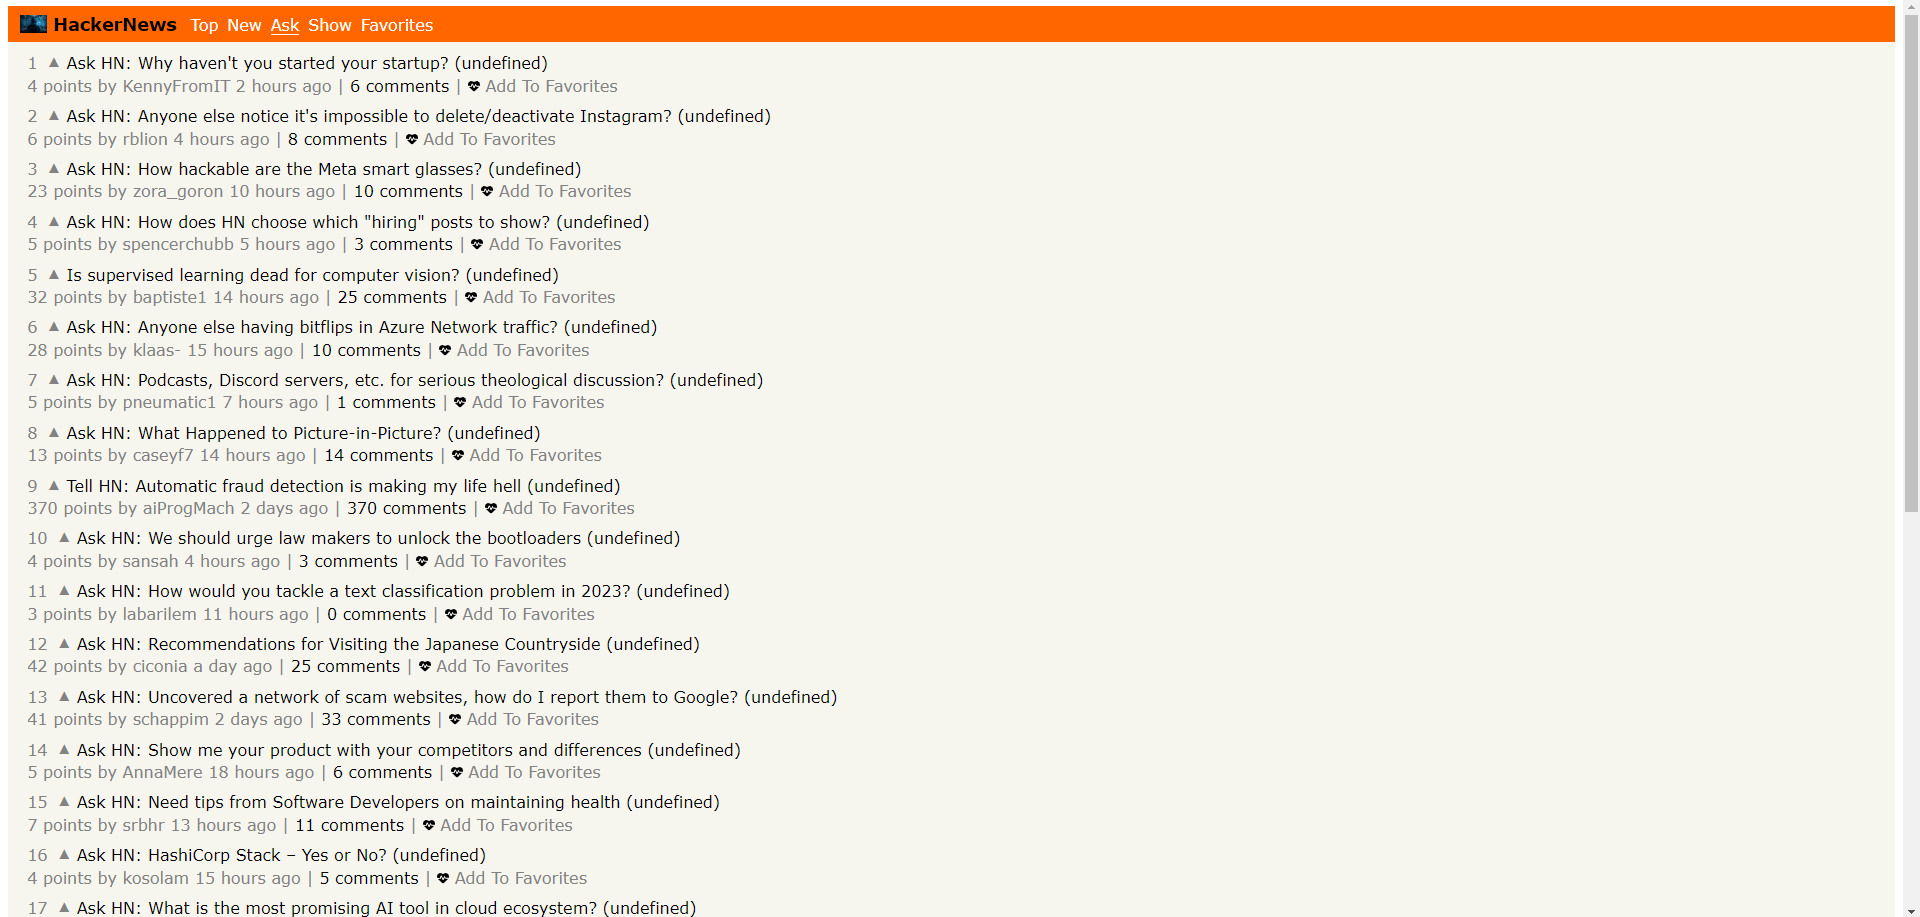 HackerNews Top New Ask Show Favorites
1 ▲ Ask HN: Why haven't you started your startup? (undefined)
4 points by KennyFromIT 2 hours ago | 6 comments | Add To Favorites
2 ▲ Ask HN: Anyone else notice it's impossible to delete/deactivate Instagram? (undefined)
6 points by rblion 4 hours ago | 8 comments | Add To Favorites
3 ▲ Ask HN: How hackable are the Meta smart glasses? (undefined)
23 points by zora_goron 10 hours ago | 10 comments | Add To Favorites
4 ▲ Ask HN: How does HN choose which "hiring" posts to show? (undefined)
5 points by spencerchubb 5 hours ago | 3 comments | Add To Favorites
5 ▲ Is supervised learning dead for computer vision? (undefined)
32 points by baptiste1 14 hours ago | 25 comments | Add To Favorites
6 ▲ Ask HN: Anyone else having bitflips in Azure Network traffic? (undefined)
28 points by klaas- 15 hours ago | 10 comments | Add To Favorites
7 ▲ Ask HN: Podcasts, Discord servers, etc. for serious theological discussion? (undefined)
5 points by pneumatic1 7 hours ago | 1 comments | Add To Favorites
8 ▲ Ask HN: What Happened to Picture-in-Picture? (undefined)
13 points by caseyf7 14 hours ago | 14 comments | Add To Favorites
9 ▲ Tell HN: Automatic fraud detection is making my life hell (undefined)
370 points by aiProgMach 2 days ago | 370 comments | Add To Favorites
10 ▲ Ask HN: We should urge law makers to unlock the bootloaders (undefined)
4 points by sansah 4 hours ago | 3 comments | Add To Favorites
11 ▲ Ask HN: How would you tackle a text classification problem in 2023? (undefined)
3 points by labarilem 11 hours ago | 0 comments | Add To Favorites
12 ▲ Ask HN: Recommendations for Visiting the Japanese Countryside (undefined)
42 points by ciconia a day ago | 25 comments | Add To Favorites
13 ▲ Ask HN: Uncovered a network of scam websites, how do I report them to Google? (undefined)
41 points by schappim 2 days ago | 33 comments | Add To Favorites
14 ▲ Ask HN: Show me your product with your competitors and differences (undefined)
5 points by AnnaMere 18 hours ago | 6 comments | Add To Favorites
15 ▲ Ask HN: Need tips from Software Developers on maintaining health (undefined)
7 points by srbhr 13 hours ago | 11 comments | Add To Favorites
16 ▲ Ask HN: HashiCorp Stack – Yes or No? (undefined)
4 points by kosolam 15 hours ago | 5 comments | Add To Favorites
17 ▲ Ask HN: What is the most promising AI tool in cloud ecosystem? (undefined)